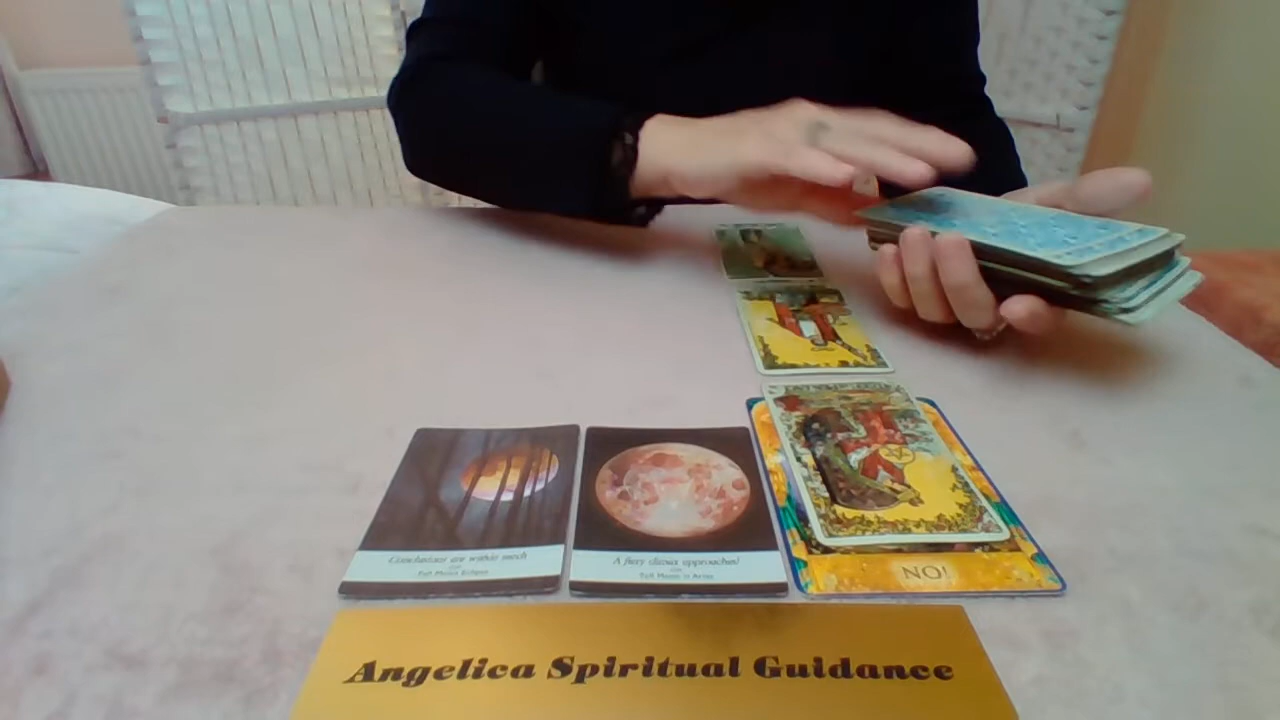 Conclusions are within reach
Full Moon Eclipse
A fiery climax approaches!
Full Moon in Aries
NO!
Angelica Spiritual Guidance